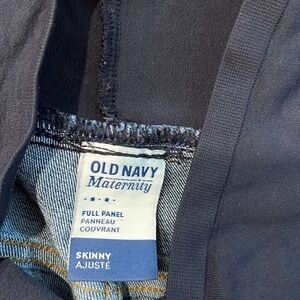 OLD NAVY
Maternity
FULL PANEL
PANNEAU
COUVRANT
SKINNY
AJUSTÉ